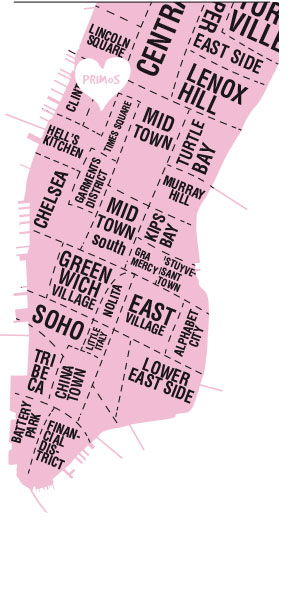 CENTRA
PER
TUR
VILLE
LINCOLN
SQUARE
EAST SIDE
PRIMOS
CLIN
LENOX
HILL
TIMES SQUARE
MID
TOWN
TURTLE
BAY
HELL'S
KITCHEN
GARMENTS
DISTRICT
MURRAY
HILL
CHELSEA
MID
TOWN
South
KIPS
BAY
GRA
MERCY
STUYVE-
SANT
TOWN
GREEN
WICH
VILLAGE
NOLITA
EAST
VILLAGE
ALPHABET
CITY
SOHO
LITTLE
ITALY
TRI
BE
CA
CHINA
TOWN
LOWER
EAST SIDE
BATTERY
PARK
FINAN-
CIAL
DIS-
TRICT